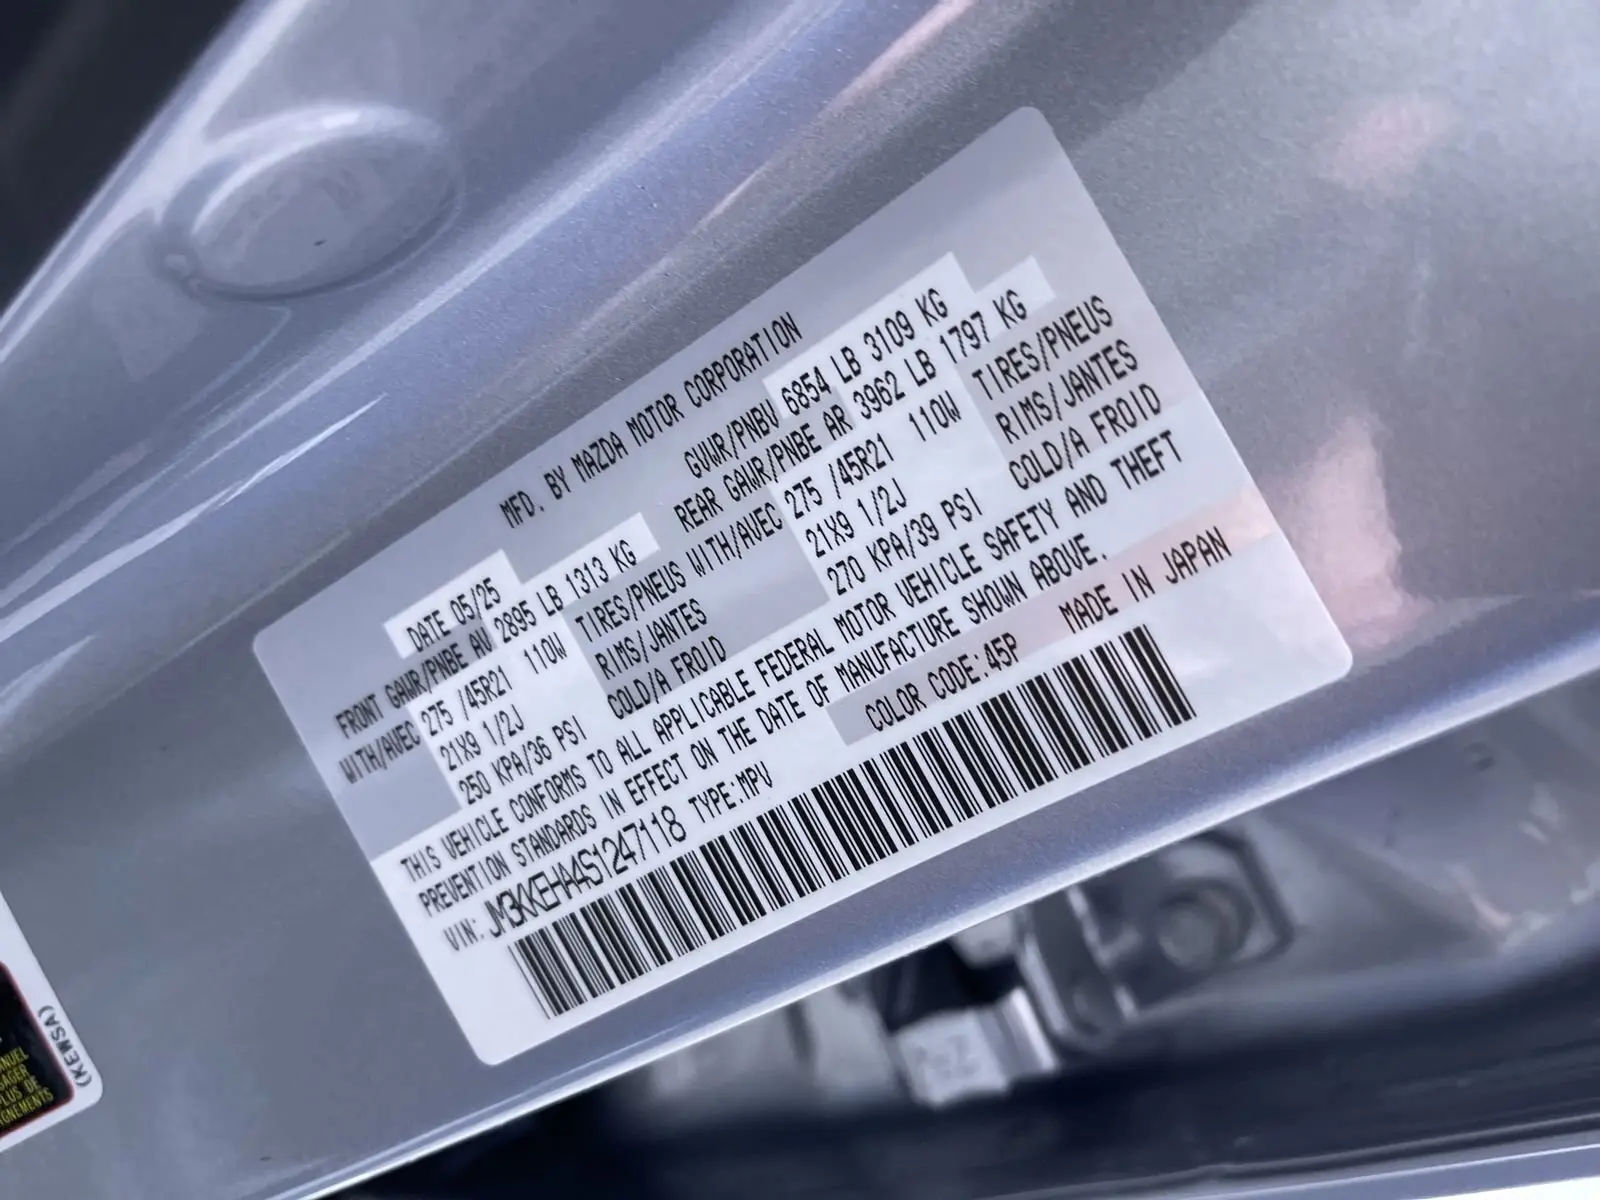 MFD. BY MAZDA MOTOR CORPORATION
DATE 05/25 GVWR/PNBV 6854 LB 3109 KG
FRONT GAWR/PNBE AV 2895 LB 1313 KG REAR GAWR/PNBE AR 3962 LB 1797 KG
WITH/AVEC 275 /45R21 110W TIRES/PNEUS WITH/AVEC 275 /45R21 110W TIRES/PNEUS
21X9 1/2J RIMS/JANTES 21X9 1/2J RIMS/JANTES
250 KPA/36 PSI COLD/A FROID 270 KPA/39 PSI COLD/A FROID
THIS VEHICLE CONFORMS TO ALL APPLICABLE FEDERAL MOTOR VEHICLE SAFETY AND THEFT
PREVENTION STANDARDS IN EFFECT ON THE DATE OF MANUFACTURE SHOWN ABOVE.
VIN: JM3KKEHA4S1247118 TYPE:MPV COLOR CODE:45P MADE IN JAPAN
(KEWSA)
PLUS DE